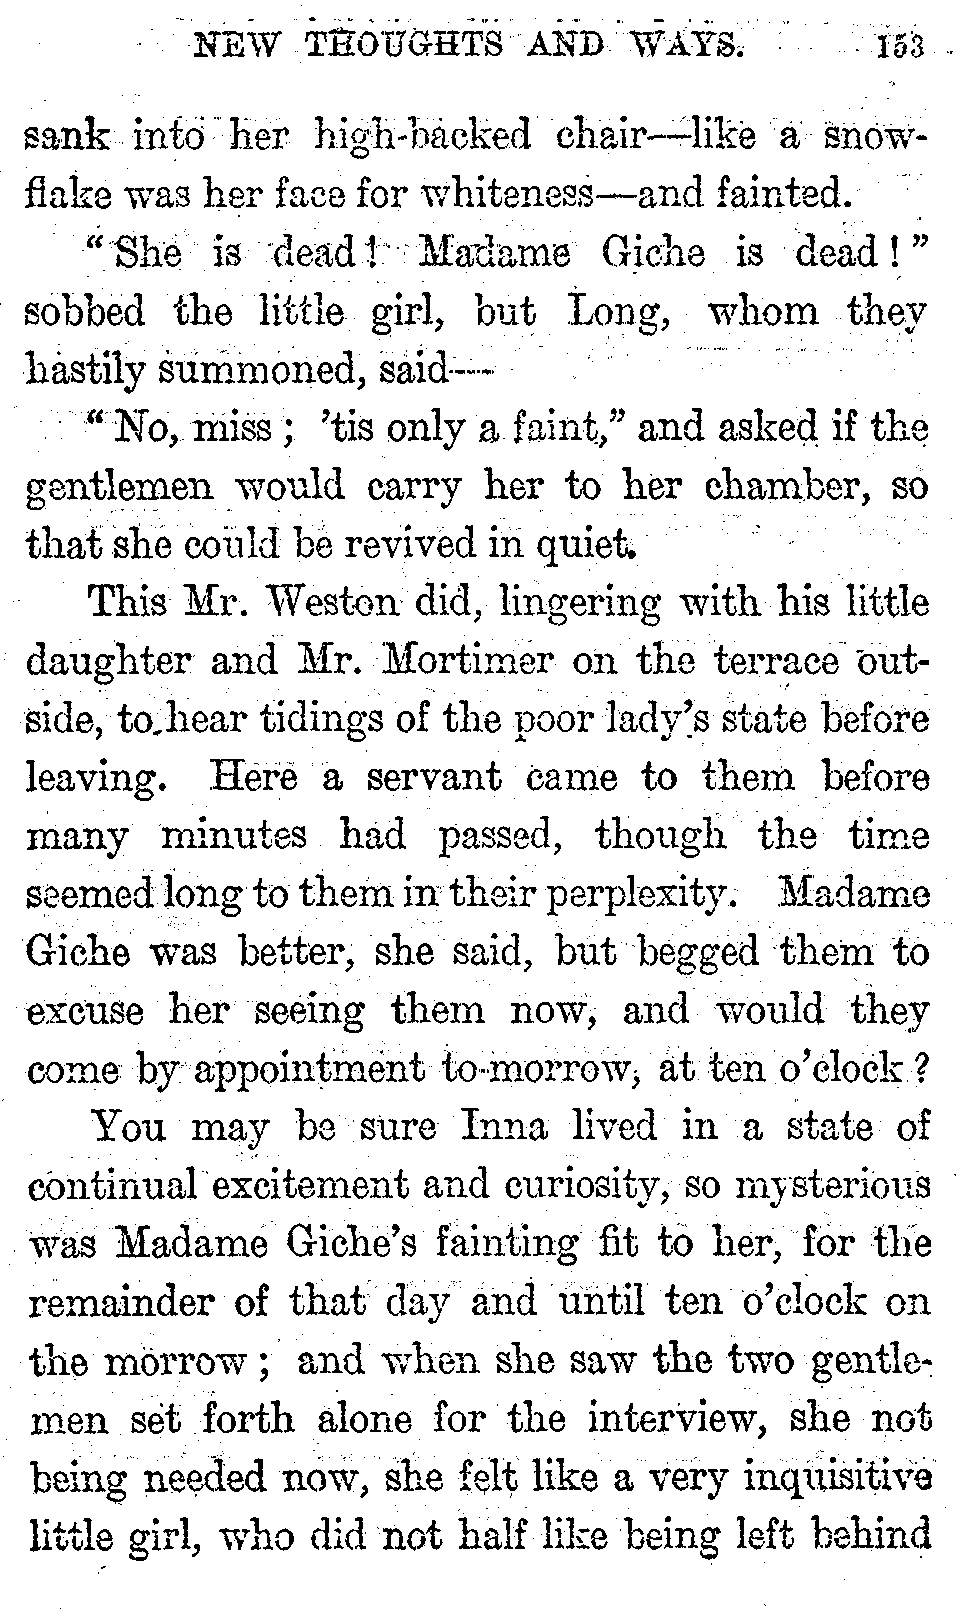 NEW THOUGHTS AND WAYS. 153
sank into her high-backed chair—like a snow-
flake was her face for whiteness—and fainted.
"She is dead! Madame Giche is dead!"
sobbed the little girl, but Long, whom they
hastily summoned, said—
"No, miss; 'tis only a faint," and asked if the
gentlemen would carry her to her chamber, so
that she could be revived in quiet.
This Mr. Weston did, lingering with his little
daughter and Mr. Mortimer on the terrace out-
side, to hear tidings of the poor lady's state before
leaving. Here a servant came to them before
many minutes had passed, though the time
seemed long to them in their perplexity. Madame
Giche was better, she said, but begged them to
excuse her seeing them now, and would they
come by appointment to-morrow, at ten o'clock?
You may be sure Inna lived in a state of
continual excitement and curiosity, so mysterious
was Madame Giche's fainting fit to her, for the
remainder of that day and until ten o'clock on
the morrow; and when she saw the two gentle-
men set forth alone for the interview, she not
being needed now, she felt like a very inquisitive
little girl, who did not half like being left behind